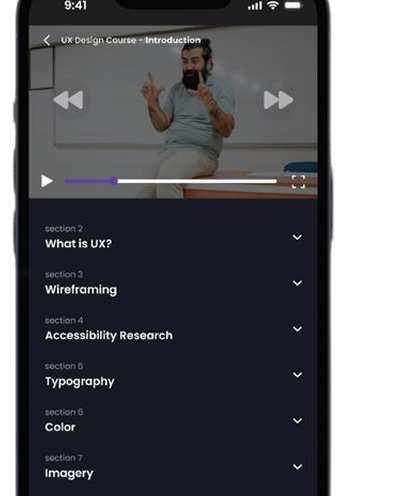 9:41
UX Design Course - Introduction
section 2
What is UX?
section 3
Wireframing
section 4
Accessibility Research
section 5
Typography
section 6
Color
section 7
Imagery